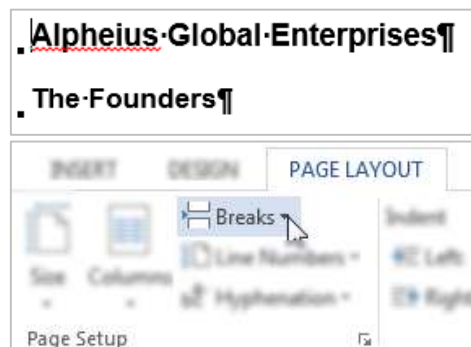 Alpheius·Global·Enterprises¶
The·Founders¶
INSERT DESIGN PAGE LAYOUT
Breaks Indent
Line Numbers Left
Size Columns Hyphenation Right
Page Setup